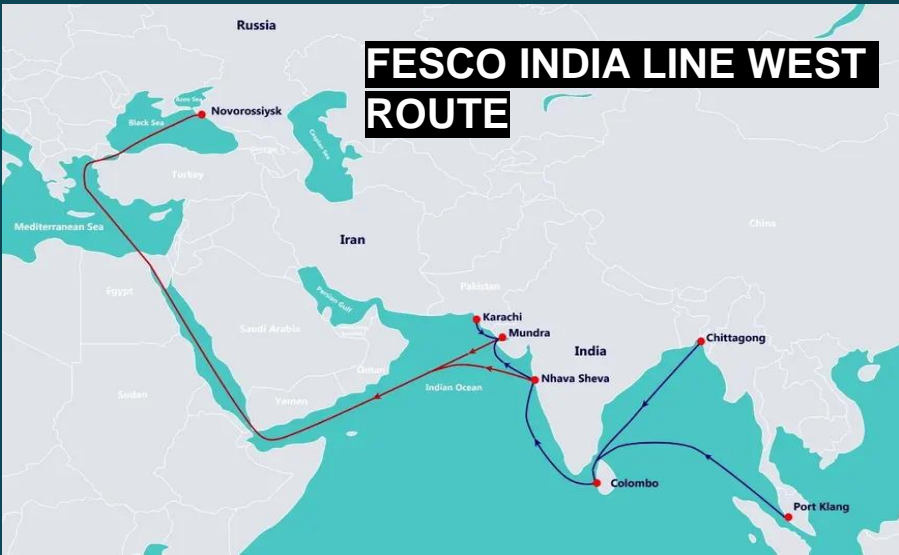 Russia
FESCO INDIA LINE WEST
ROUTE
Azov Sea
Novorossiysk
Black Sea
Caspian Sea
Georgia
Turkey
Mediterranean Sea
Iran
China
Egypt
Persian Gulf
Pakistan
Karachi
Saudi Arabia
Mundra
Chittagong
India
Oman
Nhava Sheva
Indian Ocean
Sudan
Yemen
Colombo
Port Klang